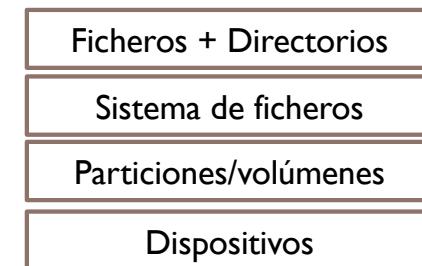 Ficheros + Directorios
Sistema de ficheros
Particiones/volúmenes
Dispositivos